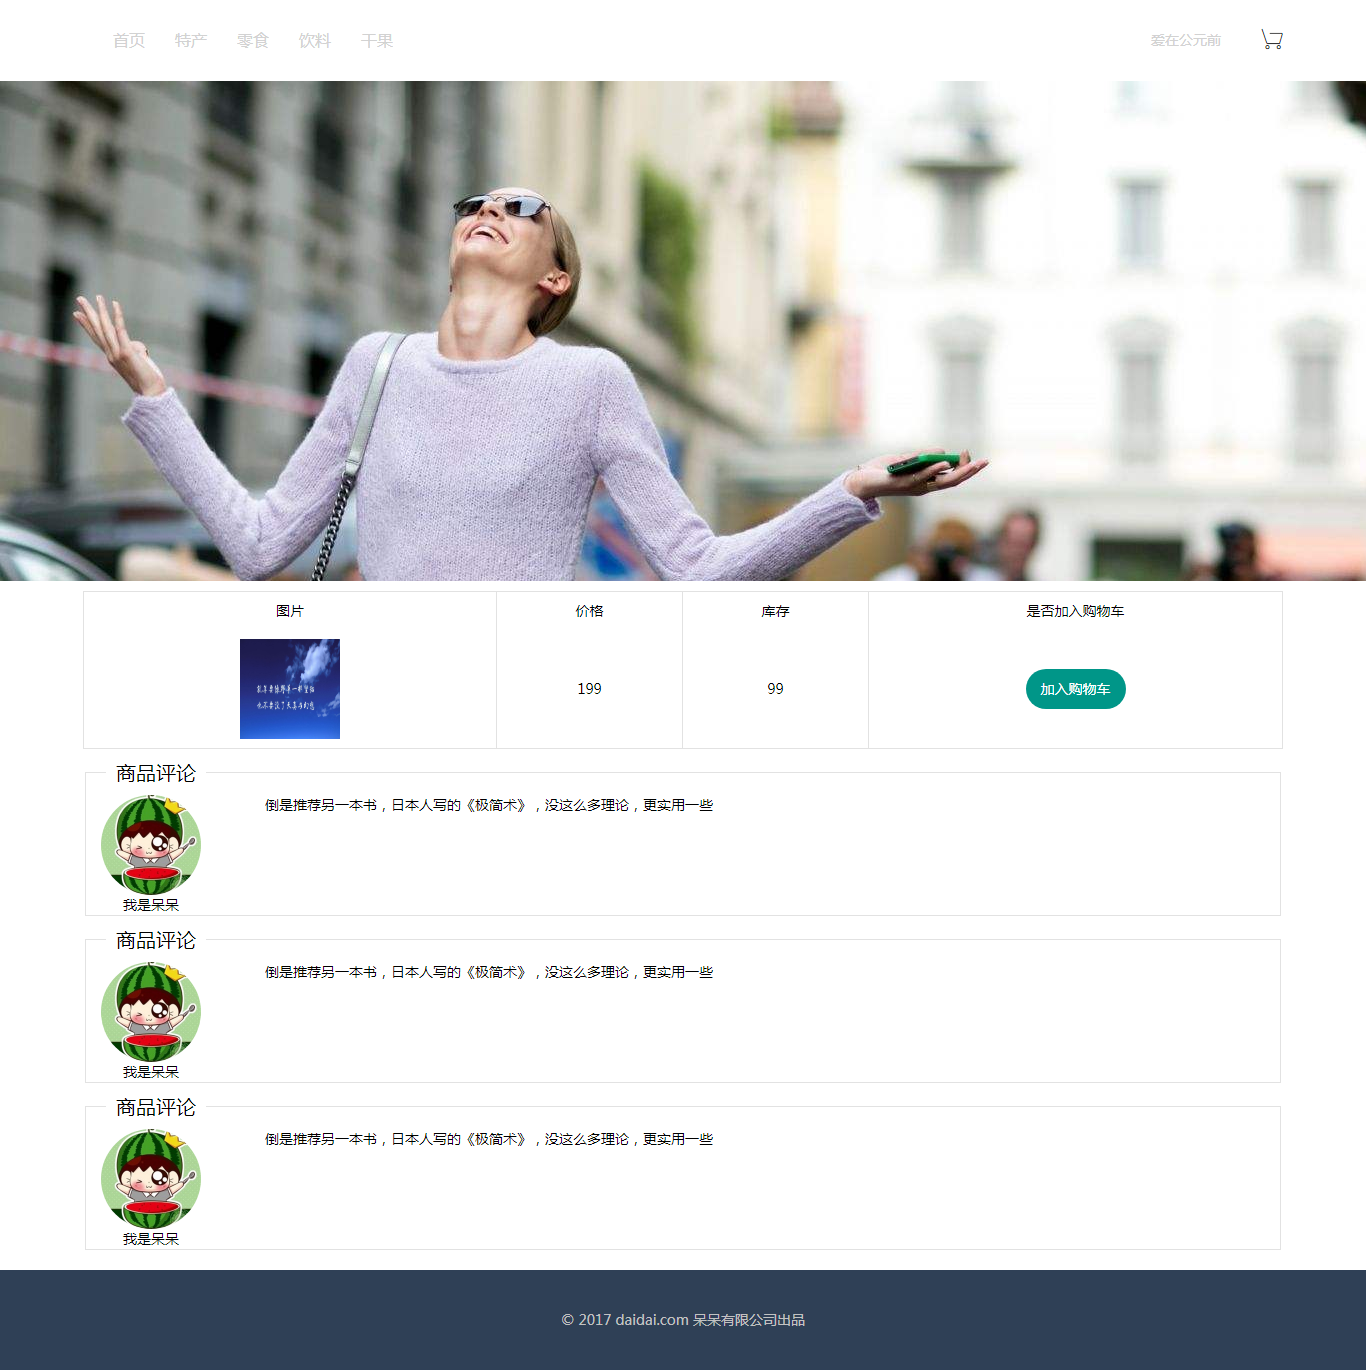 首页 特产 零食 饮料 干果 爱在公元前
图片 价格 库存 是否加入购物车
199 99 加入购物车
商品评论
倒是推荐另一本书，日本人写的《极简术》，没这么多理论，更实用一些
我是呆呆
商品评论
倒是推荐另一本书，日本人写的《极简术》，没这么多理论，更实用一些
我是呆呆
商品评论
倒是推荐另一本书，日本人写的《极简术》，没这么多理论，更实用一些
我是呆呆
© 2017 daidai.com 呆呆有限公司出品